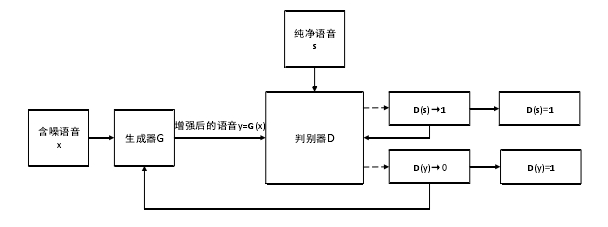 纯净语音
s
含噪语音
x
生成器G
增强后的语音y=G(x)
判别器D
D(s)→1
D(s)=1
D(y)→0
D(y)=1